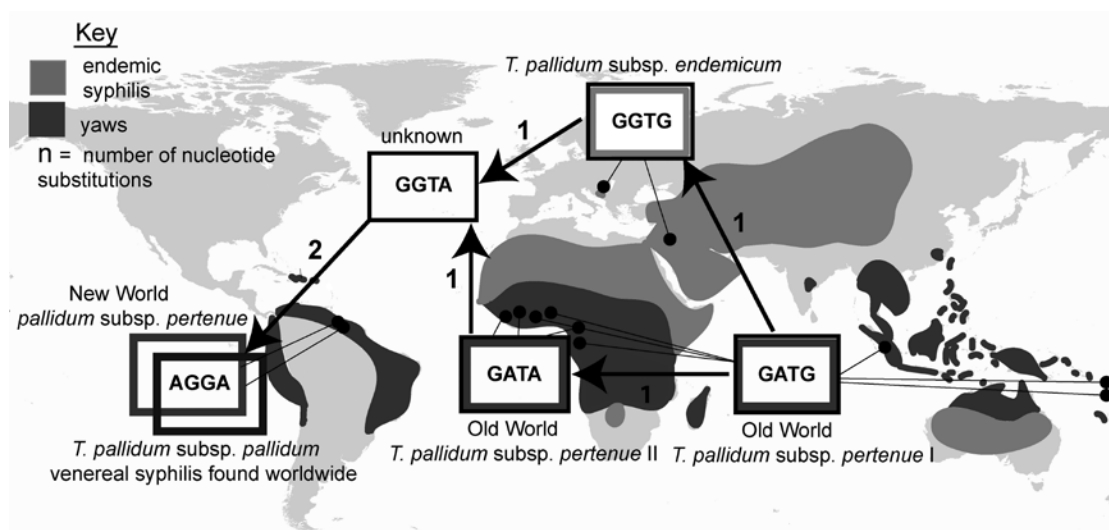 Key
endemic
syphilis
yaws
n = number of nucleotide
substitutions
T. pallidum subsp. endemicum
GGTG
unknown
GGTA
1
1
2
1
New World
pallidum subsp. pertenue
AGGA
GATA
1
GATG
T. pallidum subsp. pallidum
venereal syphilis found worldwide
Old World
T. pallidum subsp. pertenue II
Old World
T. pallidum subsp. pertenue I